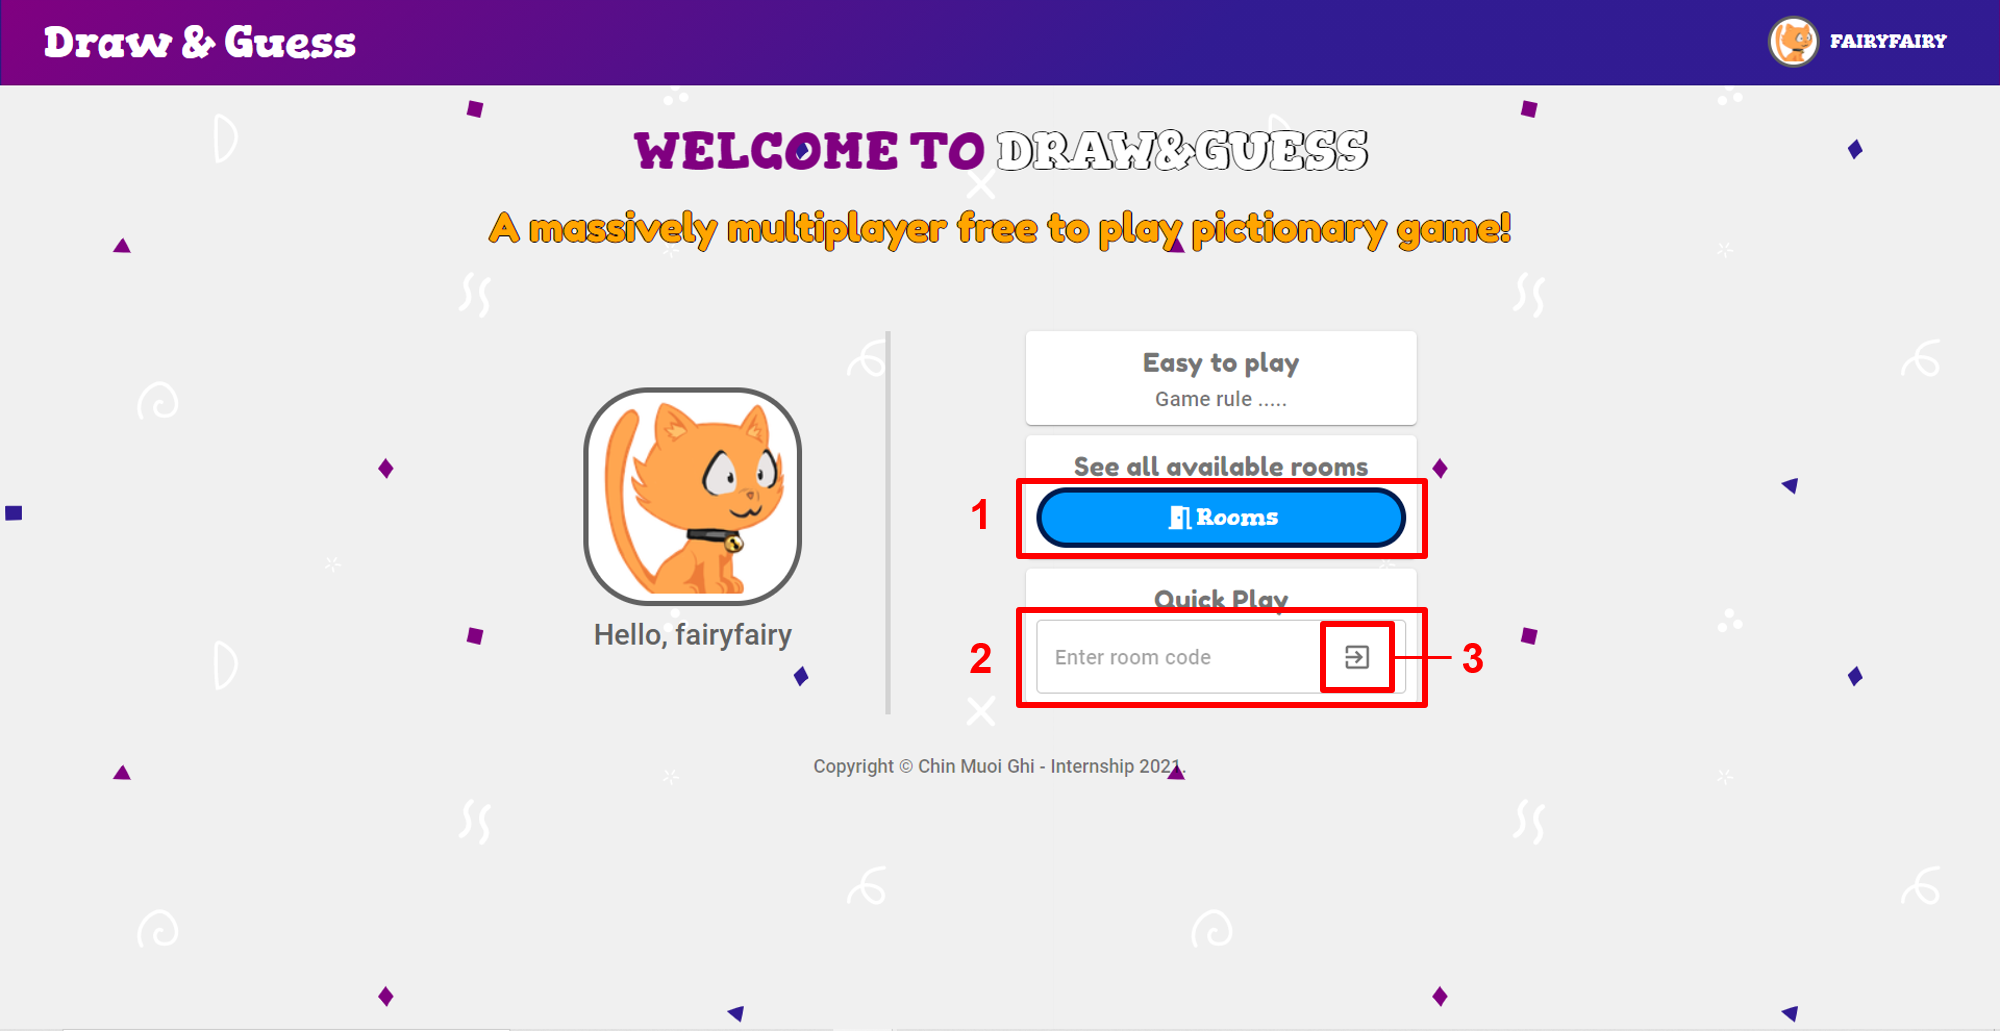 Draw & Guess
FAIRYFAIRY
WELCOME TO DRAW&GUESS
A massively multiplayer free to play pictionary game!
Easy to play
Game rule .....
See all available rooms
1
Rooms
Quick Play
2
Enter room code
3
Hello, fairyfairy
Copyright © Chin Muoi Ghi - Internship 2021.